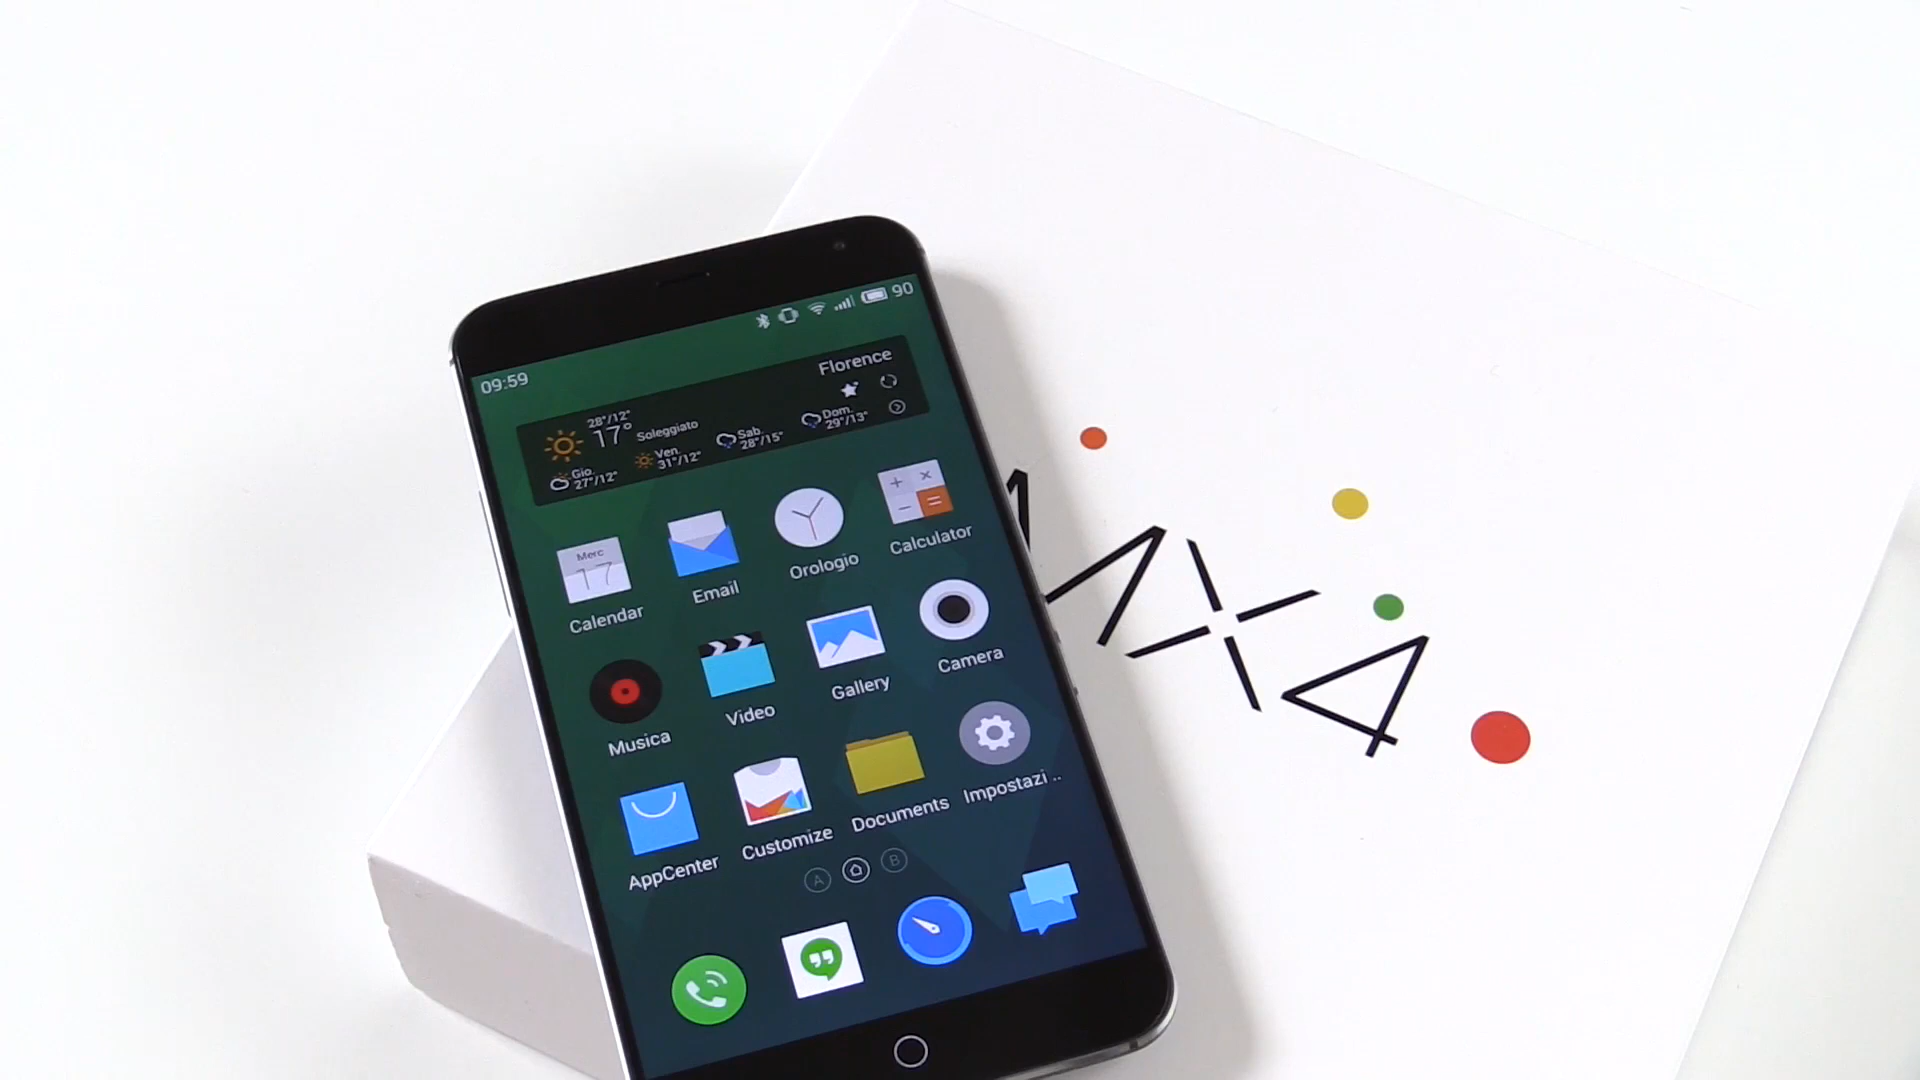 90
09:59
Florence
28°/12°
17° Soleggiato
Gio. 27°/12°
Ven. 31°/12°
Sab. 28°/15°
Dom. 29°/13°
Merc
17
Calendar
Email
Orologio
Calculator
Musica
Video
Gallery
Camera
AppCenter
Customize
Documents
Impostazi ..
A
B
MX4